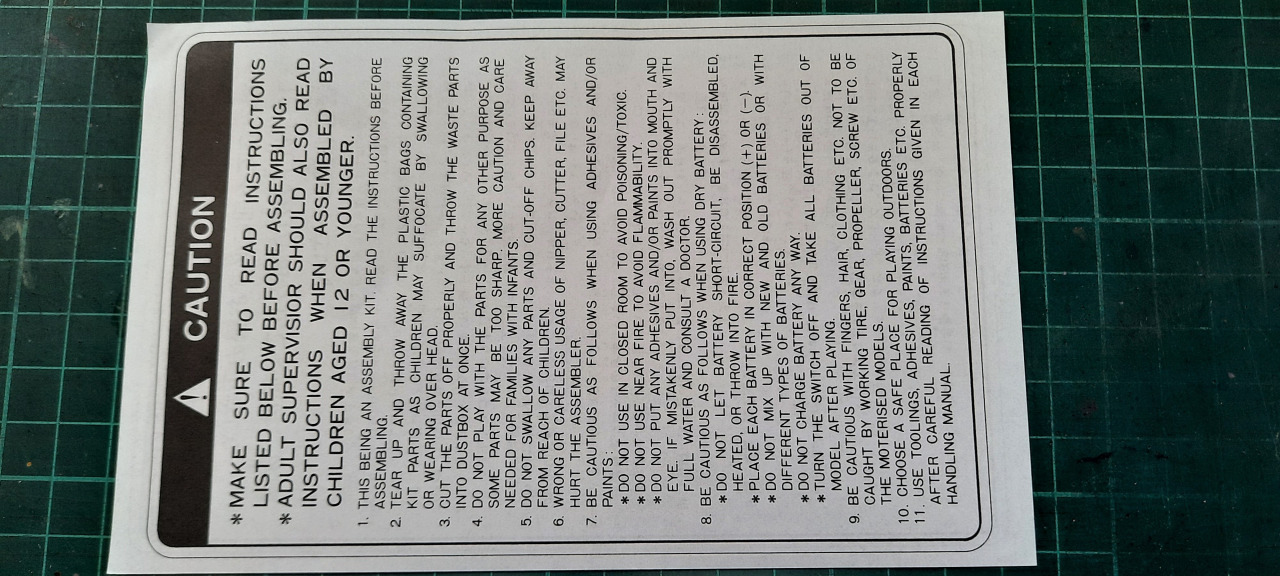 CAUTION
*MAKE SURE TO READ INSTRUCTIONS
LISTED BELOW BEFORE ASSEMBLING.
*ADULT SUPERVISIOR SHOULD ALSO READ
INSTRUCTIONS WHEN ASSEMBLED BY
CHILDREN AGED 12 OR YOUNGER.
1. THIS BEING AN ASSEMBLY KIT. READ THE INSTRUCTIONS BEFORE
ASSEMBLING.
2. TEAR UP AND THROW AWAY THE PLASTIC BAGS CONTAINING
KIT PARTS AS CHILDREN MAY SUFFOCATE BY SWALLOWING
OR WEARING OVER HEAD.
3. CUT THE PARTS OFF PROPERLY AND THROW THE WASTE PARTS
INTO DUSTBOX AT ONCE.
4. DO NOT PLAY WITH THE PARTS FOR ANY OTHER PURPOSE AS
SOME PARTS MAY BE TOO SHARP. MORE CAUTION AND CARE
NEEDED FOR FAMILIES WITH INFANTS.
5. DO NOT SWALLOW ANY PARTS AND CUT-OFF CHIPS. KEEP AWAY
FROM REACH OF CHILDREN.
6. WRONG OR CARELESS USAGE OF NIPPER, CUTTER, FILE ETC. MAY
HURT THE ASSEMBLER.
7. BE CAUTIOUS AS FOLLOWS WHEN USING ADHESIVES AND/OR
PAINTS:
*DO NOT USE IN CLOSED ROOM TO AVOID POISONING/TOXIC.
*DO NOT USE NEAR FIRE TO AVOID FLAMMABILITY.
*DO NOT PUT ANY ADHESIVES AND/OR PAINTS INTO MOUTH AND
EYE. IF MISTAKENLY PUT INTO, WASH OUT PROMPTLY WITH
FULL WATER AND CONSULT A DOCTOR.
8. BE CAUTIOUS AS FOLLOWS WHEN USING DRY BATTERY:
*DO NOT LET BATTERY SHORT-CIRCUIT, BE DISASSEMBLED,
HEATED, OR THROW INTO FIRE.
*PLACE EACH BATTERY IN CORRECT POSITION (+) OR (-).
*DO NOT MIX UP WITH NEW AND OLD BATTERIES OR WITH
DIFFERENT TYPES OF BATTERIES.
*DO NOT CHARGE BATTERY ANY WAY.
*TURN THE SWITCH OFF AND TAKE ALL BATTERIES OUT OF
MODEL AFTER PLAYING.
9. BE CAUTIOUS WITH FINGERS, HAIR, CLOTHING ETC. NOT TO BE
CAUGHT BY WORKING TIRE, GEAR, PROPELLER, SCREW ETC. OF
THE MOTERISED MODELS.
10. CHOOSE A SAFE PLACE FOR PLAYING OUTDOORS.
11. USE TOOLINGS, ADHESIVES, PAINTS, BATTERIES ETC. PROPERLY
AFTER CAREFUL READING OF INSTRUCTIONS GIVEN IN EACH
HANDLING MANUAL.